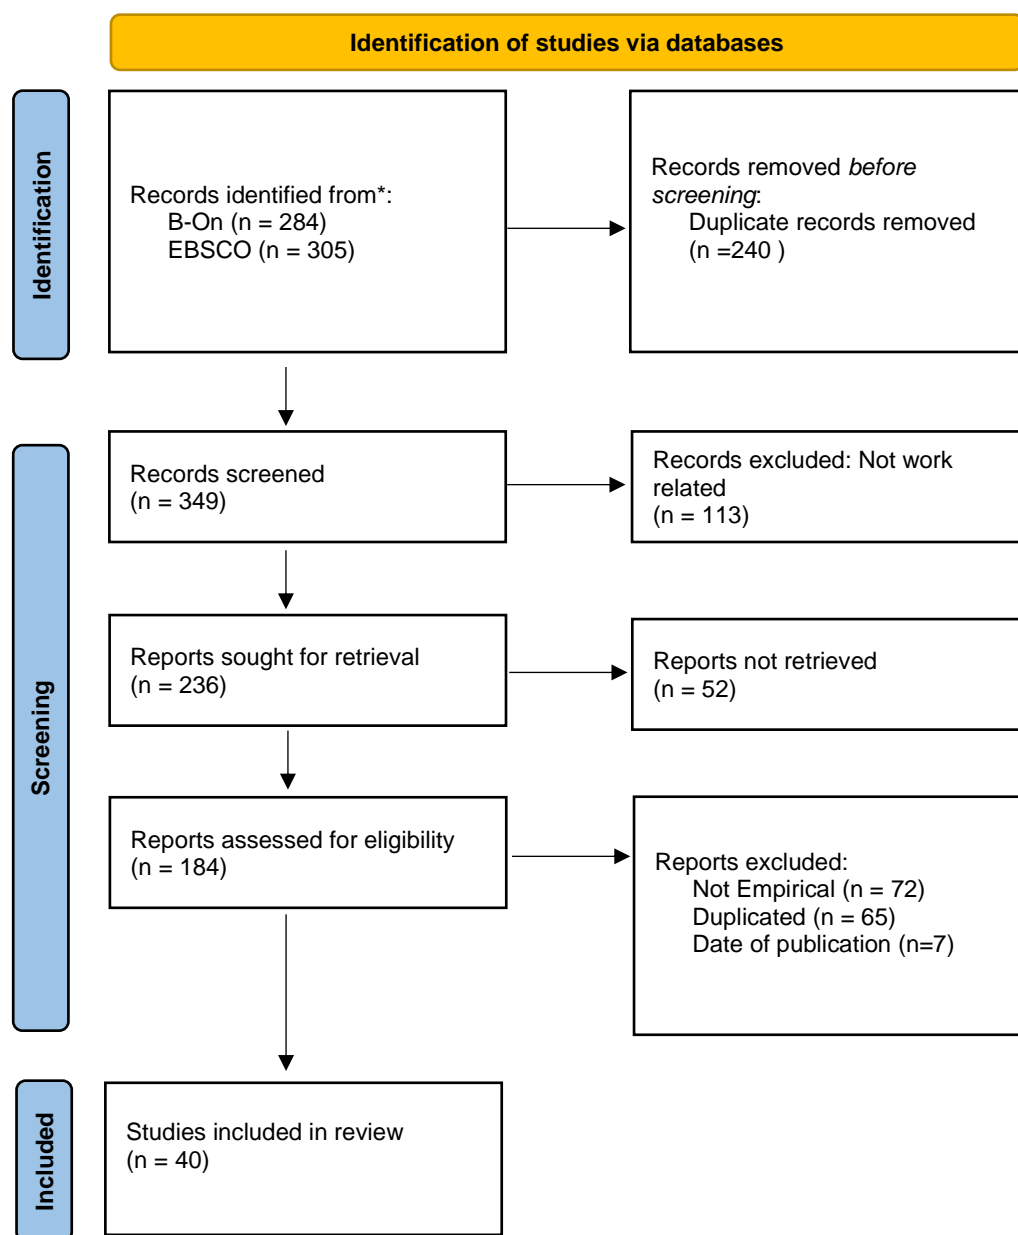 Identification of studies via databases
Identification
Records identified from*:
B-On (n = 284)
EBSCO (n = 305)
Records removed before
screening:
Duplicate records removed
(n =240 )
Screening
Records screened
(n = 349)
Records excluded: Not work
related
(n = 113)
Reports sought for retrieval
(n = 236)
Reports not retrieved
(n = 52)
Reports assessed for eligibility
(n = 184)
Reports excluded:
Not Empirical (n = 72)
Duplicated (n = 65)
Date of publication (n=7)
Included
Studies included in review
(n = 40)